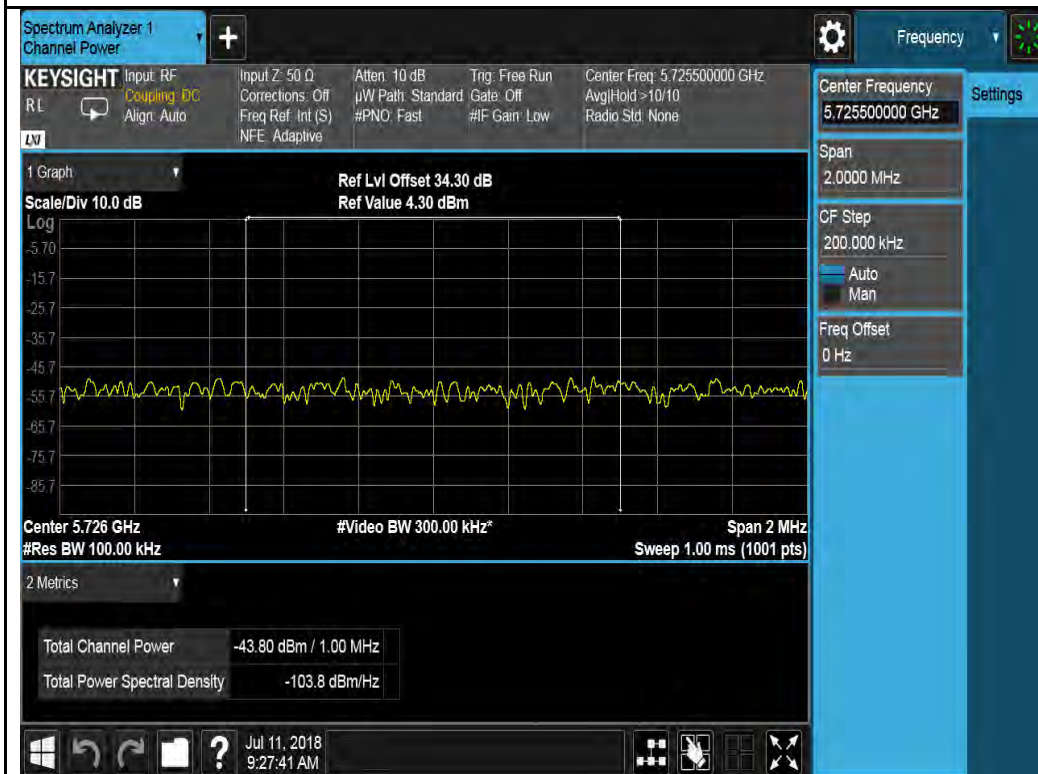 Spectrum Analyzer 1
Channel Power
+
Frequency
KEYSIGHT
RL
LXI
Input: RF
Coupling: DC
Align: Auto
Input Z: 50 Ω
Corrections: Off
Freq Ref: Int (S)
NFE: Adaptive
Atten: 10 dB
µW Path: Standard
#PNO: Fast
Trig: Free Run
Gate: Off
#IF Gain: Low
Center Freq: 5.725500000 GHz
Avg|Hold >10/10
Radio Std: None
Center Frequency
5.725500000 GHz
Settings
Span
2.0000 MHz
CF Step
200.000 kHz
Auto
Man
Freq Offset
0 Hz
1 Graph
Scale/Div 10.0 dB
Ref Lvl Offset 34.30 dB
Ref Value 4.30 dBm
Log
-5.70
-15.7
-25.7
-35.7
-45.7
-55.7
-65.7
-75.7
-85.7
Center 5.726 GHz
#Video BW 300.00 kHz*
Span 2 MHz
#Res BW 100.00 kHz
Sweep 1.00 ms (1001 pts)
2 Metrics
Total Channel Power -43.80 dBm / 1.00 MHz
Total Power Spectral Density -103.8 dBm/Hz
?
Jul 11, 2018
9:27:41 AM